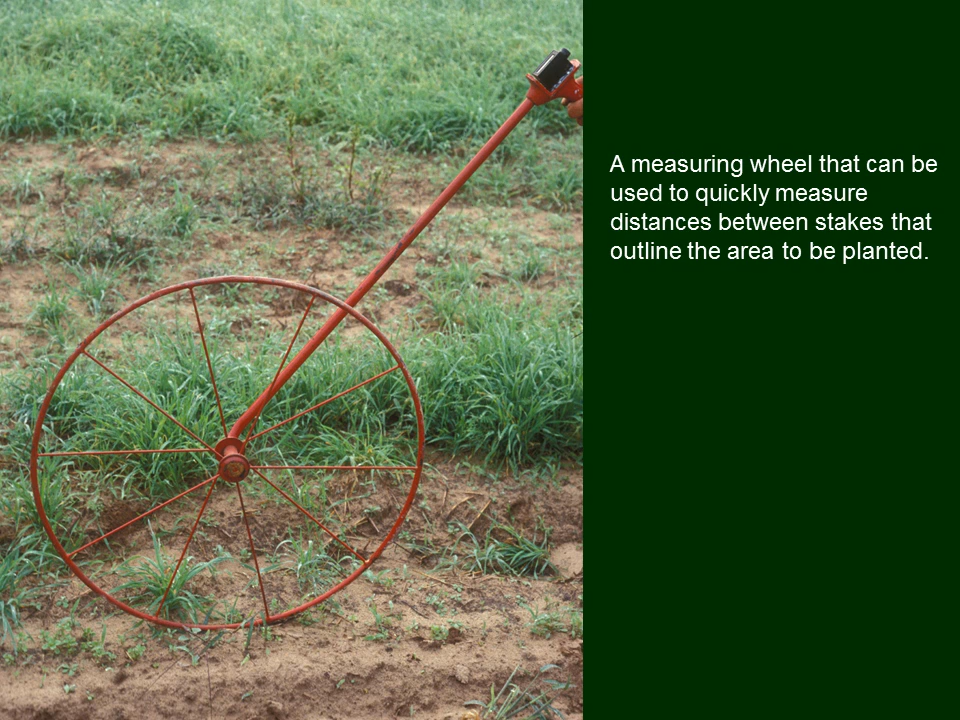 A measuring wheel that can be
used to quickly measure
distances between stakes that
outline the area to be planted.